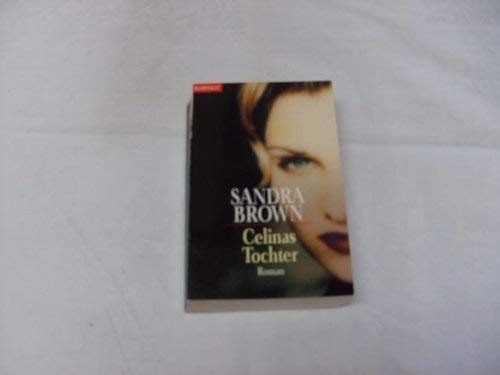 SANDRA
BROWN
Celinas
Tochter
Roman